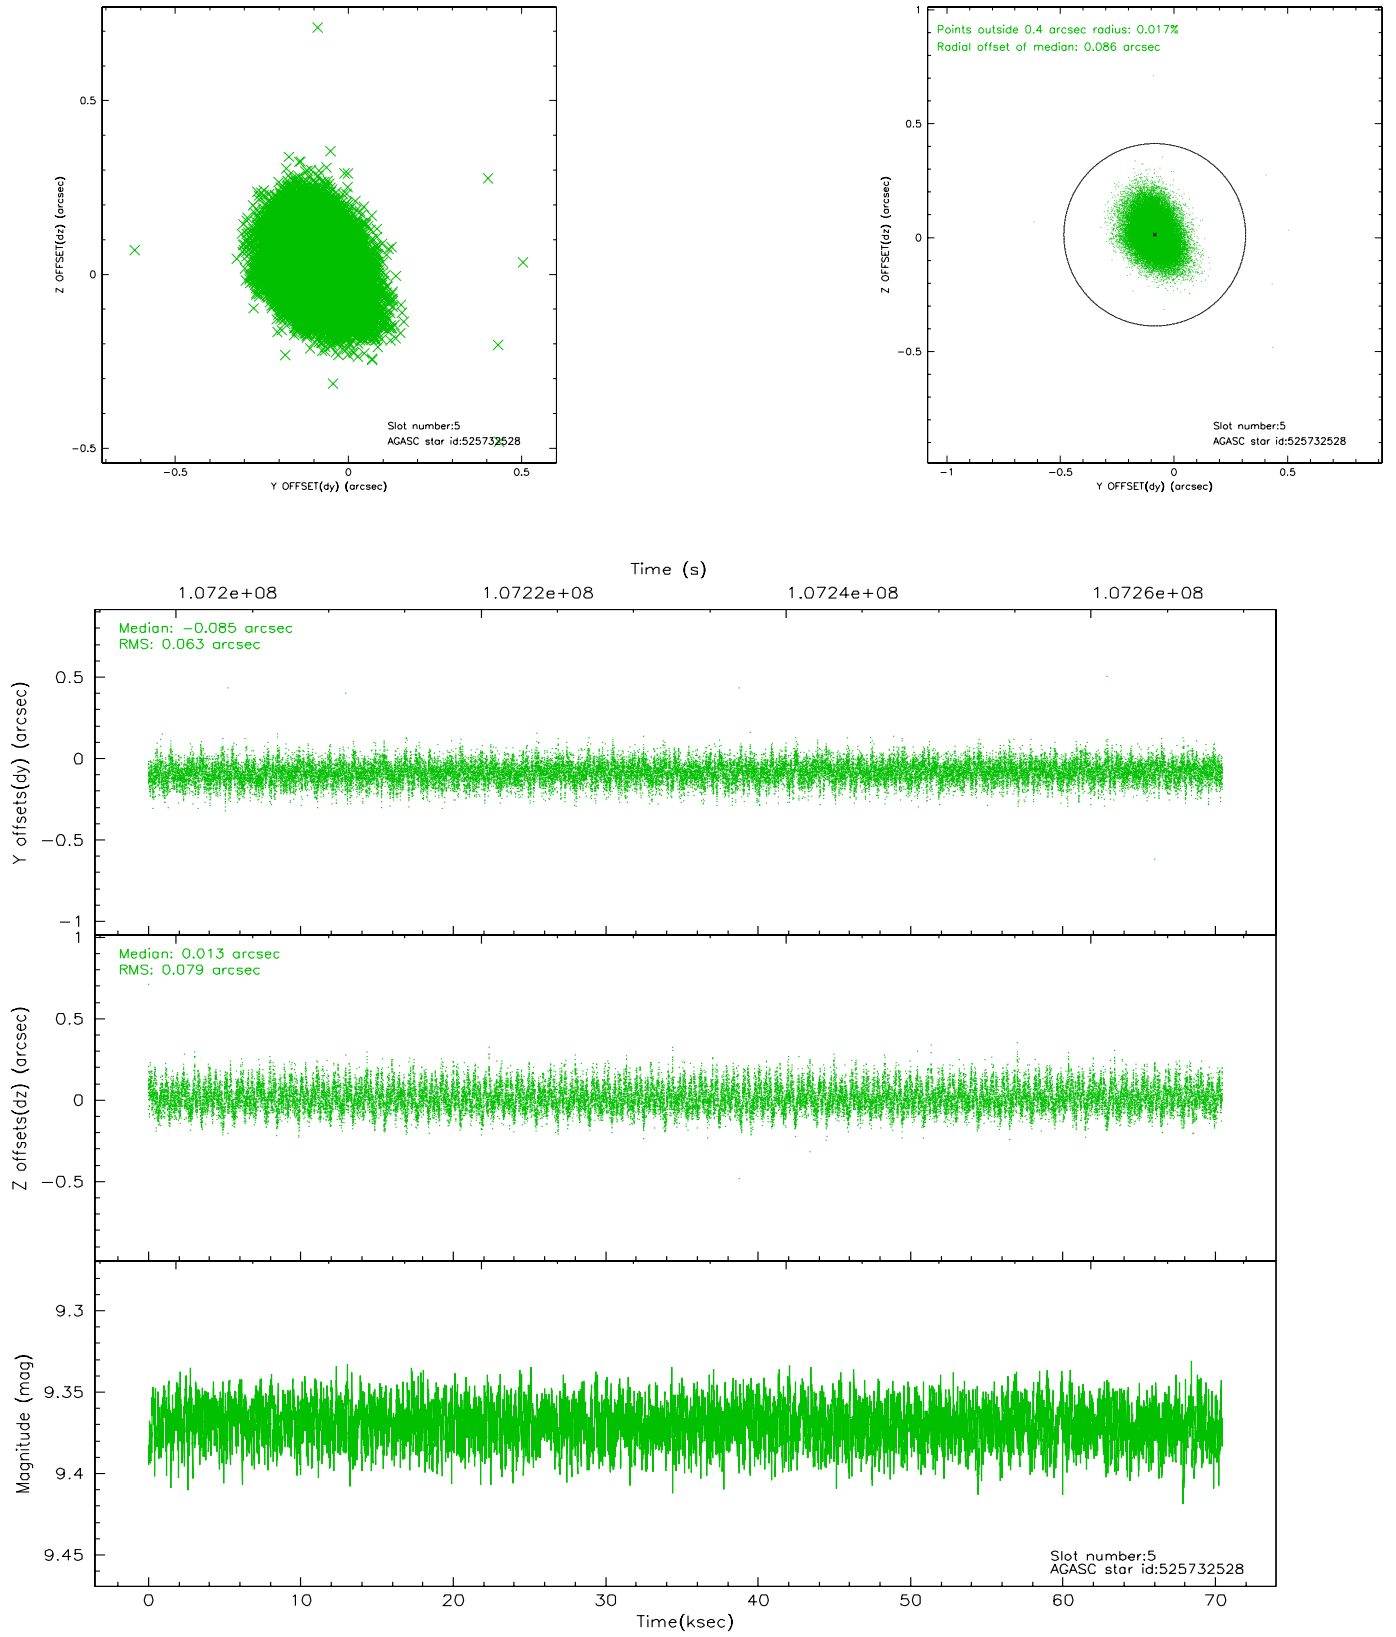 0.5
0
-0.5
Z OFFSET(dz) (arcsec)
-0.5
0
0.5
Y OFFSET(dy) (arcsec)
Slot number:5
AGASC star id:525732528
Points outside 0.4 arcsec radius: 0.017%
Radial offset of median: 0.086 arcsec
1
0.5
0
-0.5
Z OFFSET(dz) (arcsec)
-1
-0.5
0
0.5
Y OFFSET(dy) (arcsec)
Slot number:5
AGASC star id:525732528
Time (s)
1.072e+08
1.0722e+08
1.0724e+08
1.0726e+08
Median: -0.085 arcsec
RMS: 0.063 arcsec
0.5
0
-0.5
-1
Y offsets(dy) (arcsec)
Median: 0.013 arcsec
RMS: 0.079 arcsec
1
0.5
0
-0.5
Z offsets(dz) (arcsec)
9.3
9.35
9.4
9.45
Magnitude (mag)
Slot number:5
AGASC star id:525732528
0
10
20
30
40
50
60
70
Time(ksec)